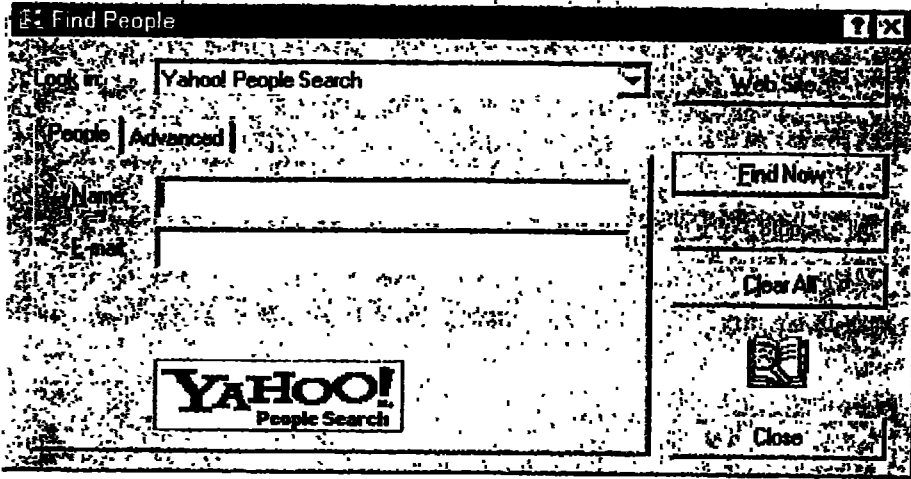 Find People
Look in: Yahoo! People Search
Web Site
People Advanced
Name:
Find Now
E-mail:
Stop
Clear All
YAHOO!
People Search
Close